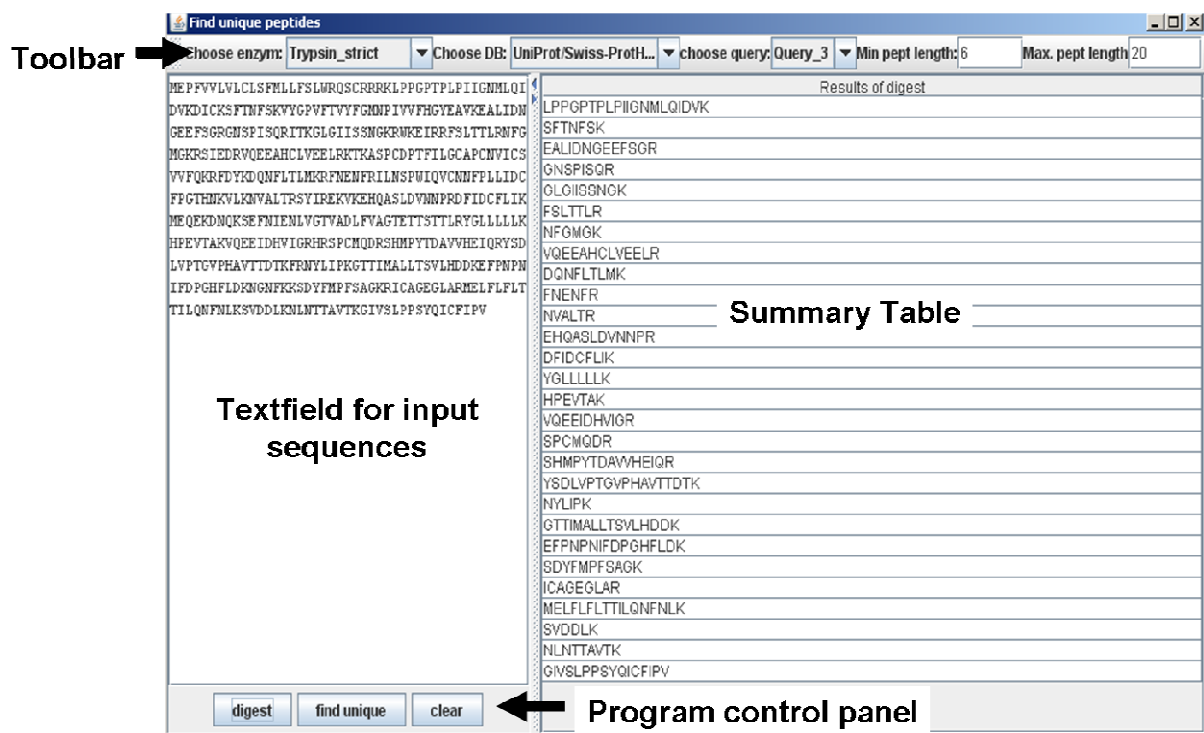 Find unique peptides
Toolbar
Choose enzym: Trypsin_strict Choose DB: UniProt/Swiss-ProtH... choose query: Query_3 Min pept length: 6 Max. pept length 20
MEPFVVLVLCLSFMLLFSLWRQSCRRRKLPPGPTPLPIIGNMLQI
DVKDICKSFTNFSKVYGPVFTVYFGMNPIVVFHGYEAVKEALIDN
GEEFSGRGNSPISQRITKGLGIISSNGKRWKEIRRFSLTTLRNFG
MGKRSIEDRVQEEAHCLVEELRKTKASPCDPTFILGCAPCNVICS
VVFQKRFDYKDQNFLTLMKRFNENFRILNSPWIQVCNNFPLLIDC
FPGTHNKVLKNVALTRSYIREKVKEHQASLDVNNPRDFIDCFLIK
MEQEKDNQKSEFNIENLVGTVADLFVAGTETTSTTLRYGLLLLLK
HPEVTAKVQEEIDHVIGRHRSPCMQDRSHMPYTDAVVHEIQRYSD
LVPTGVPHAVTTDTKFRNYLIPKGTTIMALLTSVLHDDKEFPNPN
IFDPGHFLDKNGNFKKSDYFMPFSAGKRICAGEGLARMELFLFLT
TILQNFNLKSVDDLKNLNTTAVTKGIVSLPPSYQICFIPV
Textfield for input
sequences
Results of digest
LPPGPTPLPIIGNMLQIDVK
SFTNFSK
EALIDNGEEFSGR
GNSPISQR
GLGIISSNGK
FSLTTLR
NFGMGK
VQEEAHCLVEELR
DQNFLTLMK
FNENFR
NVALTR
EHQASLDVNNPR
DFIDCFLIK
YGLLLLLK
HPEVTAK
VQEEIDHVIGR
SPCMQDR
SHMPYTDAVVHEIQR
YSDLVPTGVPHAVTTDTK
NYLIPK
GTTIMALLTSVLHDDK
EFPNPNIFDPGHFLDK
SDYFMPFSAGK
ICAGEGLAR
MELFLFLTTILQNFNLK
SVDDLK
NLNTTAVTK
GIVSLPPSYQICFIPV
Summary Table
digest find unique clear
Program control panel